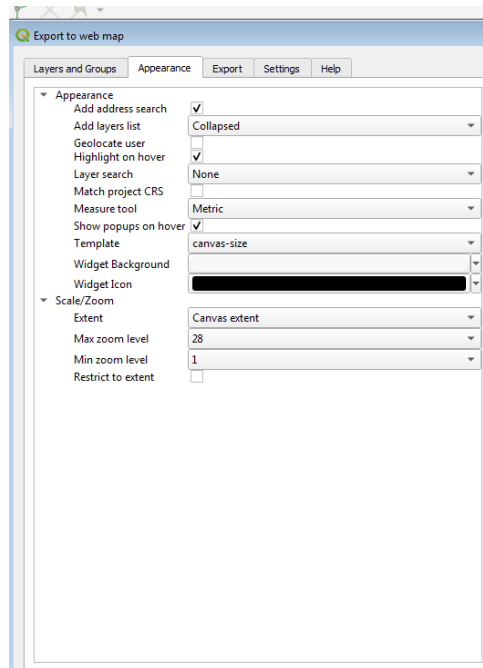 Export to web map
Layers and Groups Appearance Export Settings Help
Appearance
Add address search
Add layers list Collapsed
Geolocate user
Highlight on hover
Layer search None
Match project CRS
Measure tool Metric
Show popups on hover
Template canvas-size
Widget Background
Widget Icon
Scale/Zoom
Extent Canvas extent
Max zoom level 28
Min zoom level 1
Restrict to extent